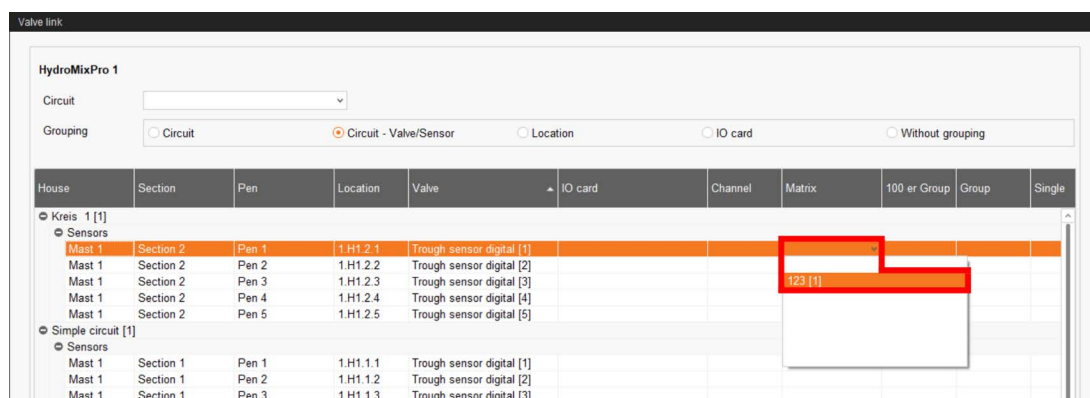 Valve link
HydroMixPro 1
Circuit
Grouping Circuit Circuit - Valve/Sensor Location IO card Without grouping
House Section Pen Location Valve IO card Channel Matrix 100 er Group Group Single
Kreis 1 [1]
Sensors
Mast 1 Section 2 Pen 1 1.H1.2.1 Trough sensor digital [1]
Mast 1 Section 2 Pen 2 1.H1.2.2 Trough sensor digital [2]
Mast 1 Section 2 Pen 3 1.H1.2.3 Trough sensor digital [3] 123 [1]
Mast 1 Section 2 Pen 4 1.H1.2.4 Trough sensor digital [4]
Mast 1 Section 2 Pen 5 1.H1.2.5 Trough sensor digital [5]
Simple circuit [1]
Sensors
Mast 1 Section 1 Pen 1 1.H1.1.1 Trough sensor digital [1]
Mast 1 Section 1 Pen 2 1.H1.1.2 Trough sensor digital [2]
Mast 1 Section 1 Pen 3 1.H1.1.3 Trough sensor digital [3]